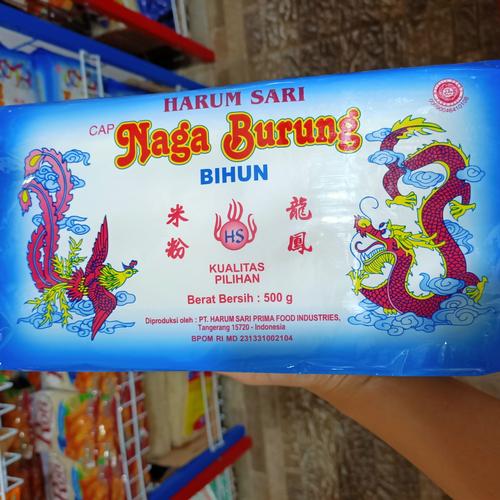 HARUM SARI
CAP Naga Burung
BIHUN
米粉
龍鳳
HS
KUALITAS
PILIHAN
Berat Bersih : 500 g
Diproduksi oleh : PT. HARUM SARI PRIMA FOOD INDUSTRIES,
Tangerang 15720 - Indonesia
BPOM RI MD 231331002104